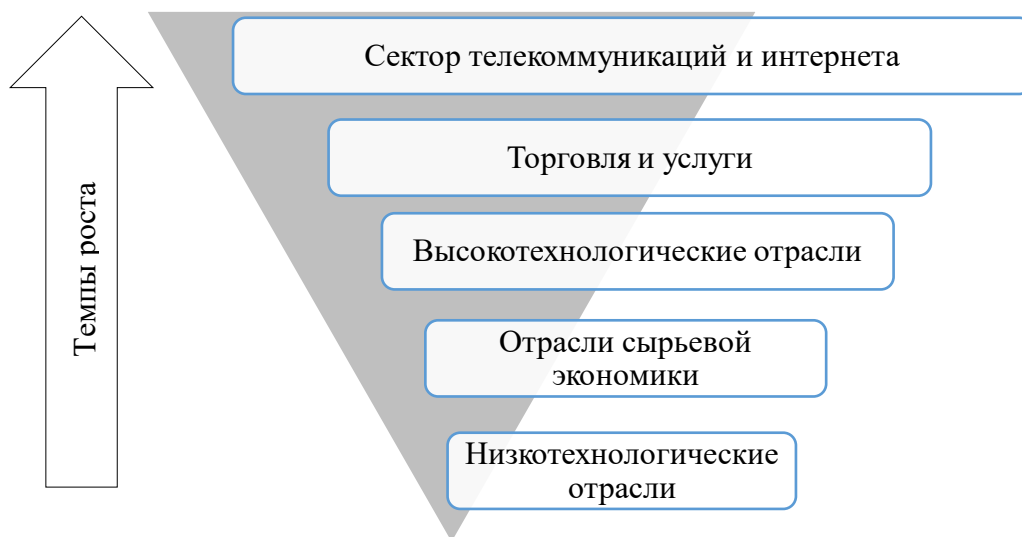 Темпы роста
Сектор телекоммуникаций и интернета
Торговля и услуги
Высокотехнологические отрасли
Отрасли сырьевой
экономики
Низкотехнологические
отрасли